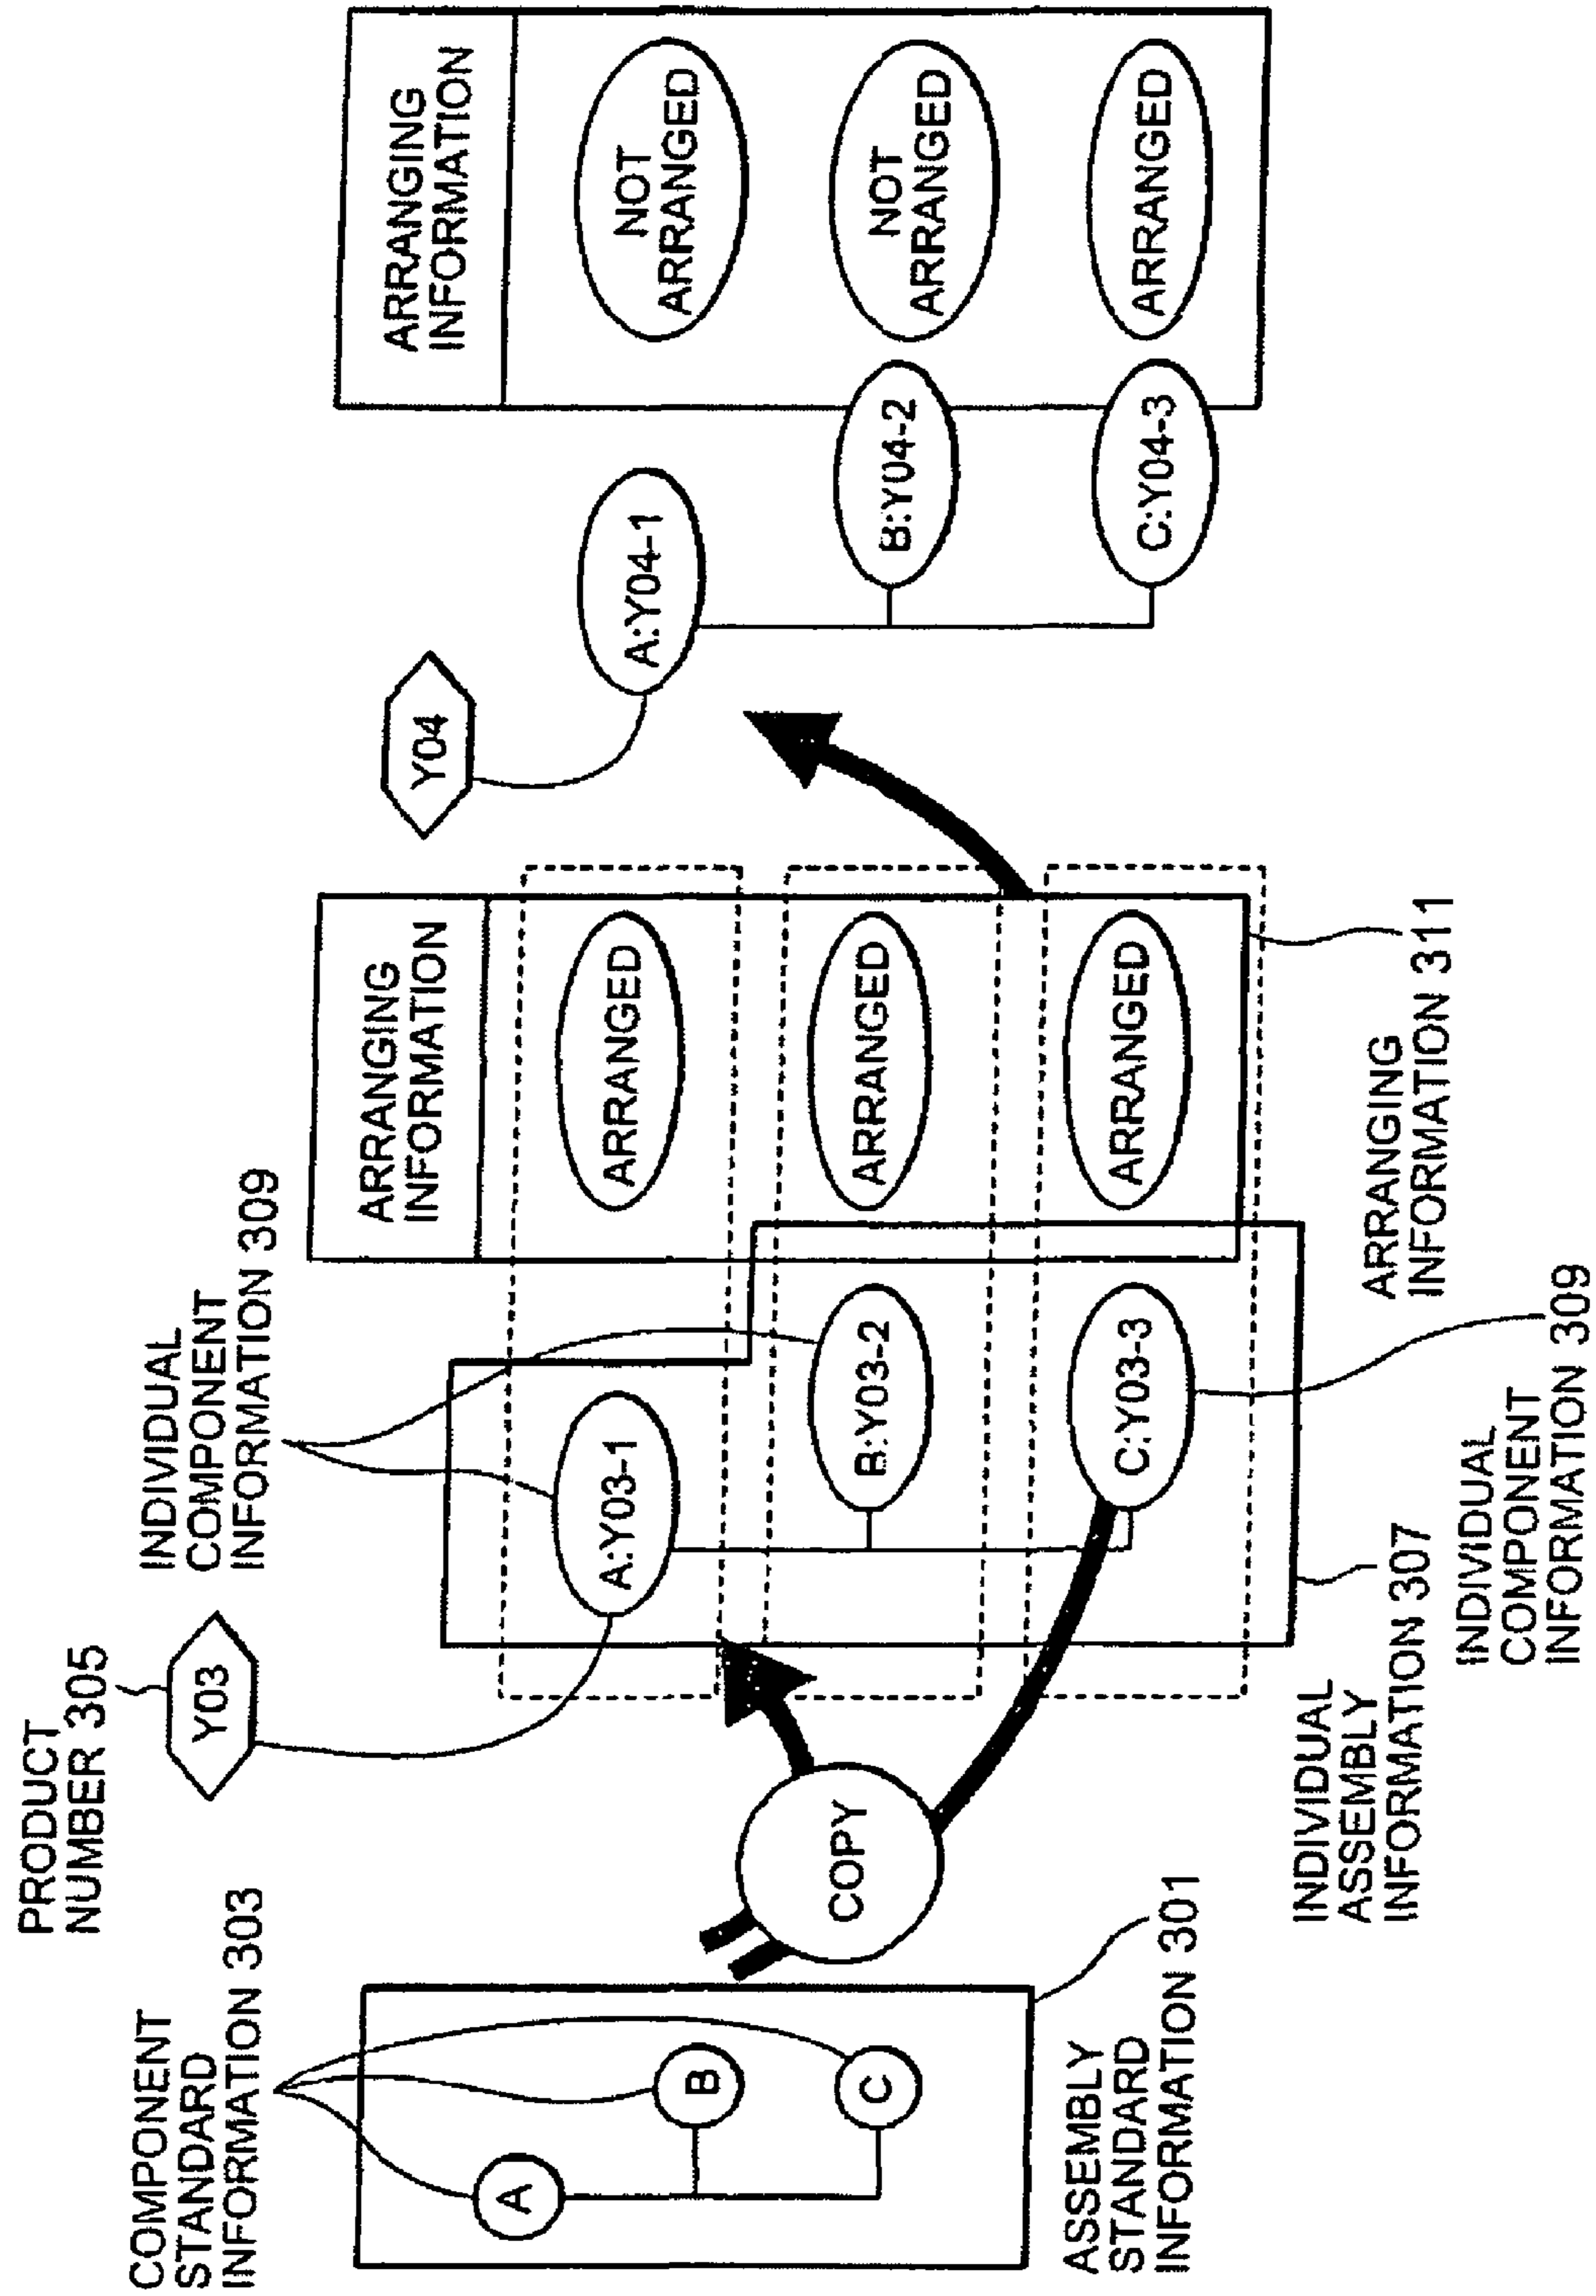 PRODUCT
NUMBER 305
COMPONENT
STANDARD
INFORMATION 303
A
B
C
ASSEMBLY
STANDARD
INFORMATION 301
COPY
Y03
INDIVIDUAL
COMPONENT
INFORMATION 309
A:Y03-1
B:Y03-2
C:Y03-3
INDIVIDUAL
ASSEMBLY
INFORMATION 307
INDIVIDUAL
COMPONENT
INFORMATION 309
ARRANGING
INFORMATION
ARRANGED
ARRANGED
ARRANGED
ARRANGING
INFORMATION 311
Y04
A:Y04-1
B:Y04-2
C:Y04-3
ARRANGING
INFORMATION
NOT
ARRANGED
NOT
ARRANGED
ARRANGED